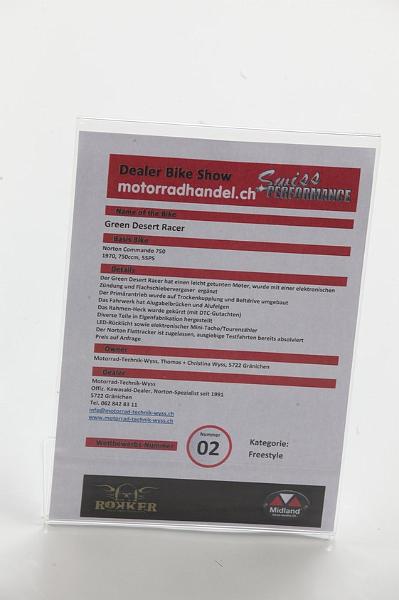 Dealer Bike Show
Swiss
motorradhandel.ch
PERFORMANCE
Name of the Bike
Green Desert Racer
Basis Bike
Norton Commando 750
1970, 750ccm, 55PS
Details
Der Green Desert Racer hat einen leicht getunten Motor, wurde mit einer elektronischen
Zündung und Flachschiebervergaser ergänzt
Der Primärantrieb wurde auf Trockenkupplung und Beltdrive umgebaut
Das Fahrwerk hat Alugabelbrücken und Alufelgen
Das Rahmen-Heck wurde gekürzt (mit DTC-Gutachten)
Diverse Teile in Eigenfabrikation hergestellt
LED-Rücklicht sowie elektronischer Mini-Tacho/Tourenzähler
Der Norton Flattracker ist zugelassen, ausgiebige Testfahrten bereits absolviert
Preis auf Anfrage
Owner
Motorrad-Technik-Wyss, Thomas + Christina Wyss, 5722 Gränichen
Dealer
Motorrad-Technik-Wyss
Offiz. Kawasaki-Dealer, Norton-Spezialist seit 1991
5722 Gränichen
Tel. 062 842 83 11
info@motorrad-technik-wyss.ch
www.motorrad-technik-wyss.ch
Wettbewerbs-Nummer
Nummer
02
Kategorie:
Freestyle
ROKKER
Midland